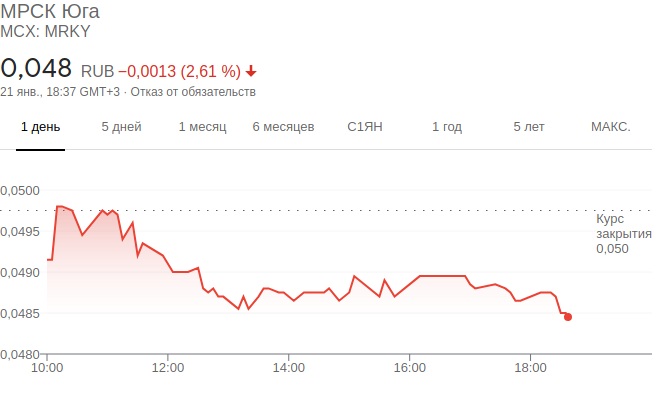 МРСК Юга
MCX: MRKY
0,048 RUB −0,0013 (2,61 %)
21 янв., 18:37 GMT+3 · Отказ от обязательств
1 день 5 дней 1 месяц 6 месяцев С1ЯН 1 год 5 лет МАКС.
0,0500
0,0495
Курс
закрытия
0,050
0,0490
0,0485
0,0480
10:00 12:00 14:00 16:00 18:00